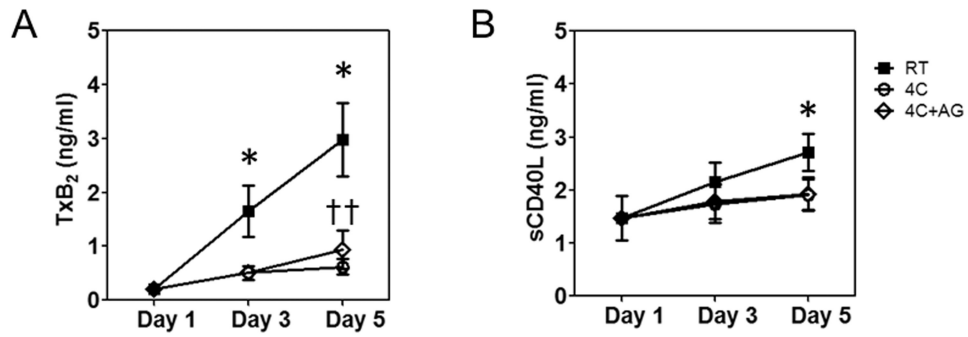 A
TxB2 (ng/ml)
5
4
3
2
1
0
*
*
††
Day 1
Day 3
Day 5
B
sCD40L (ng/ml)
5
4
3
2
1
0
*
Day 1
Day 3
Day 5
RT
4C
4C+AG